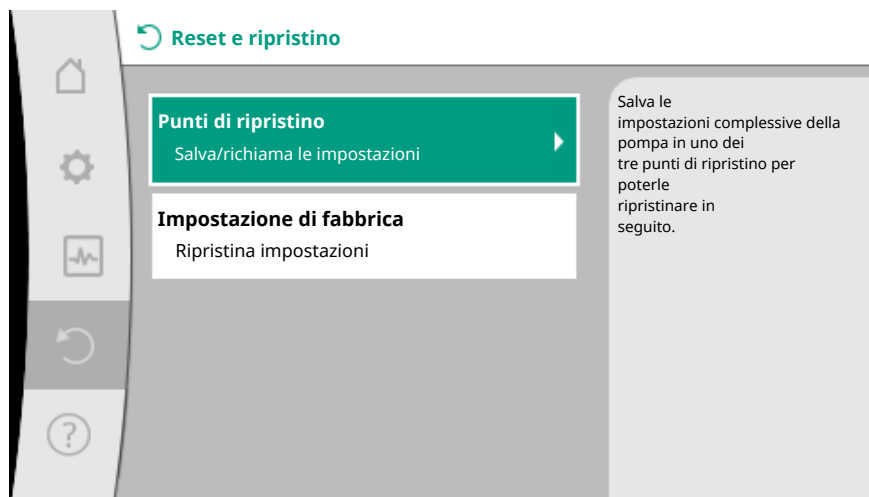 Reset e ripristino
Punti di ripristino
Salva/richiama le impostazioni
Impostazione di fabbrica
Ripristina impostazioni
Salva le
impostazioni complessive della
pompa in uno dei
tre punti di ripristino per
poterle
ripristinare in
seguito.
?